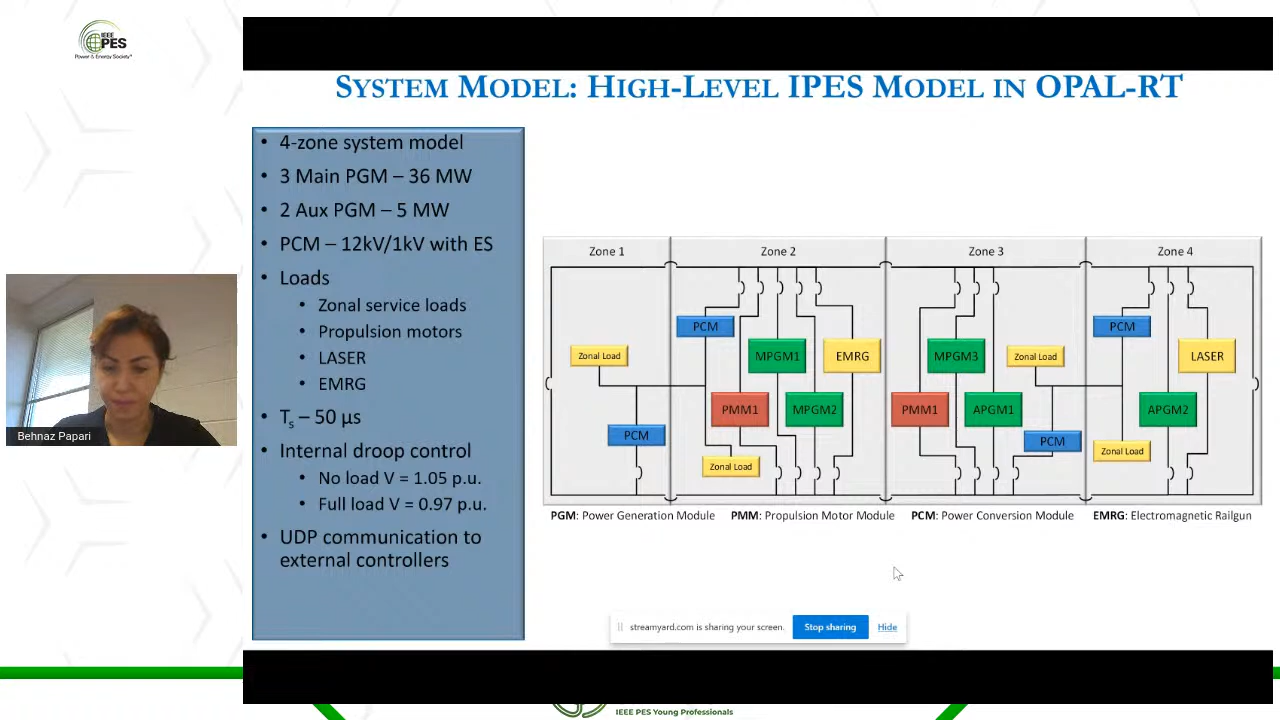 IEEE
PES
Power & Energy Society™
SYSTEM MODEL: HIGH-LEVEL IPES MODEL IN OPAL-RT
• 4-zone system model
• 3 Main PGM – 36 MW
• 2 Aux PGM – 5 MW
• PCM – 12kV/1kV with ES
• Loads
• Zonal service loads
• Propulsion motors
• LASER
• EMRG
• Ts – 50 µs
• Internal droop control
• No load V = 1.05 p.u.
• Full load V = 0.97 p.u.
• UDP communication to
external controllers
Zone 1
Zone 2
Zone 3
Zone 4
Zonal Load
PCM
PCM
MPGM1
EMRG
PMM1
MPGM2
Zonal Load
MPGM3
Zonal Load
PMM1
APGM1
PCM
PCM
LASER
APGM2
Zonal Load
PGM: Power Generation Module
PMM: Propulsion Motor Module
PCM: Power Conversion Module
EMRG: Electromagnetic Railgun
Behnaz Papari
streamyard.com is sharing your screen.
Stop sharing
Hide
IEEE PES Young Professionals